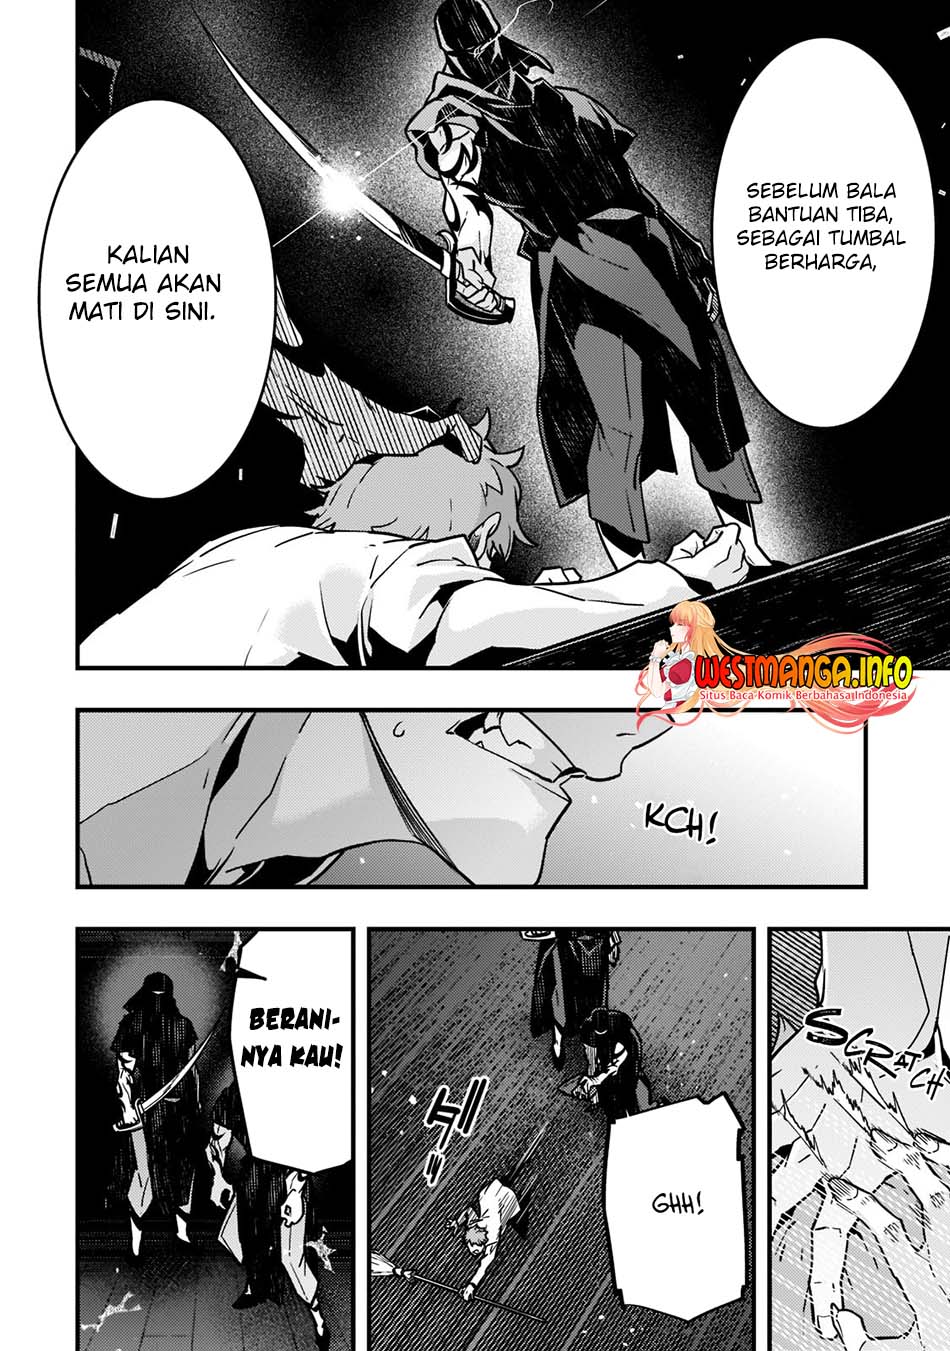 SEBELUM BALA
BANTUAN TIBA,
SEBAGAI TUMBAL
BERHARGA,
KALIAN
SEMUA AKAN
MATI DI SINI.
WESTMANGA.INFO
Situs Baca Komik Berbahasa Indonesia
KCH!
SCRATCH
GHH!
BERANI-
NYA KAU!